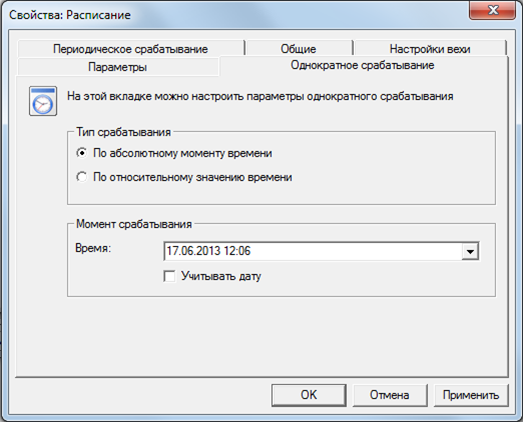 Свойства: Расписание
Периодическое срабатывание Общие Настройки вехи
Параметры Однократное срабатывание
На этой вкладке можно настроить параметры однократного срабатывания
Тип срабатывания
По абсолютному моменту времени
По относительному значению времени
Момент срабатывания
Время: 17.06.2013 12:06
Учитывать дату
OK Отмена Применить